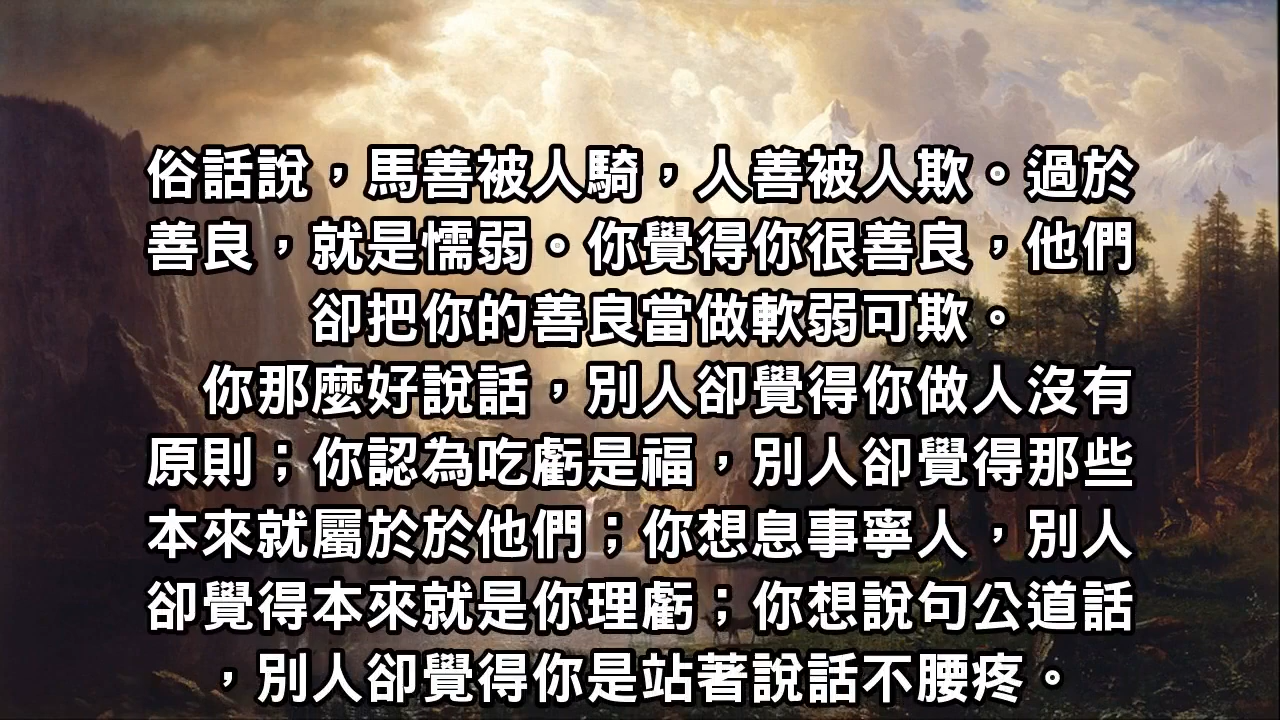 俗話說，馬善被人騎，人善被人欺。過於
善良，就是懦弱。你覺得你很善良，他們
卻把你的善良當做軟弱可欺。
你那麼好說話，別人卻覺得你做人沒有
原則；你認為吃虧是福，別人卻覺得那些
本來就屬於於他們；你想息事寧人，別人
卻覺得本來就是你理虧；你想說句公道話
，別人卻覺得你是站著說話不腰疼。